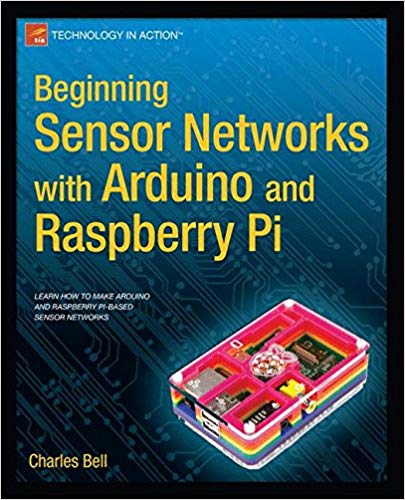 tia
TECHNOLOGY IN ACTION™
Beginning
Sensor Networks
with Arduino and
Raspberry Pi
LEARN HOW TO MAKE ARDUINO
AND RASPBERRY PI-BASED
SENSOR NETWORKS
Charles Bell